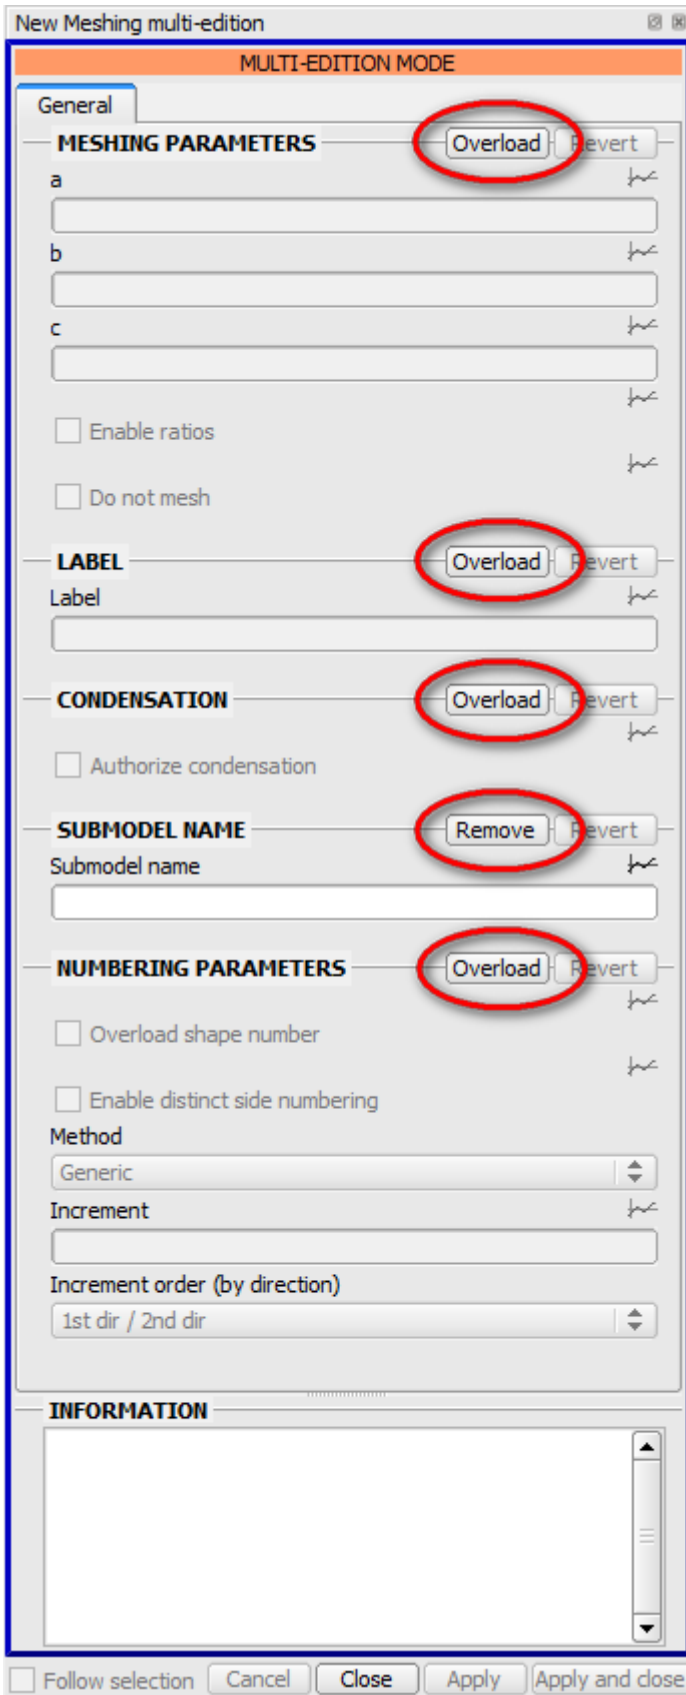 New Meshing multi-edition
MULTI-EDITION MODE
General
MESHING PARAMETERS Overload Revert
a
b
c
Enable ratios
Do not mesh
LABEL Overload Revert
Label
CONDENSATION Overload Revert
Authorize condensation
SUBMODEL NAME Remove Revert
Submodel name
NUMBERING PARAMETERS Overload Revert
Overload shape number
Enable distinct side numbering
Method
Generic
Increment
Increment order (by direction)
1st dir / 2nd dir
INFORMATION
Follow selection Cancel Close Apply Apply and close